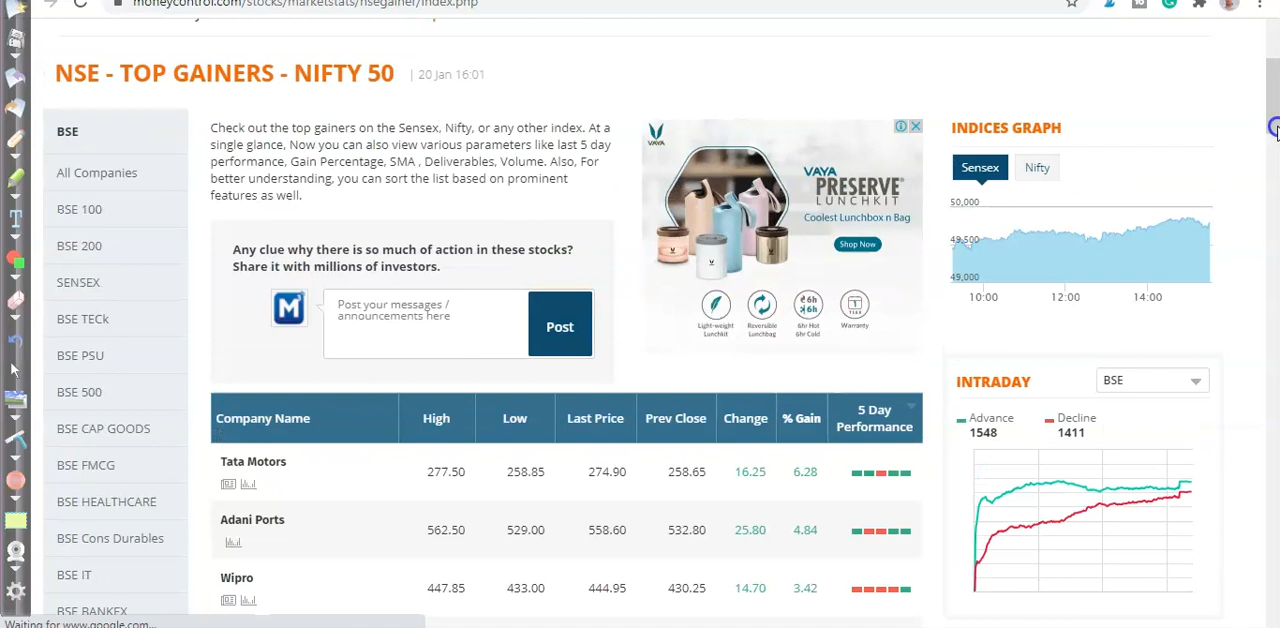 moneycontrol.com/stocks/marketstats/nsegainer/index.php
NSE - TOP GAINERS - NIFTY 50 | 20 Jan 16:01
BSE
All Companies
BSE 100
BSE 200
SENSEX
BSE TECk
BSE PSU
BSE 500
BSE CAP GOODS
BSE FMCG
BSE HEALTHCARE
BSE Cons Durables
BSE IT
BSE BANKEX
Check out the top gainers on the Sensex, Nifty, or any other index. At a
single glance, Now you can also view various parameters like last 5 day
performance, Gain Percentage, SMA , Deliverables, Volume. Also, For
better understanding, you can sort the list based on prominent
features as well.
Any clue why there is so much of action in these stocks?
Share it with millions of investors.
M
Post your messages /
announcements here
Post
VAYA
VAYA
PRESERVE
LUNCHKIT
Coolest Lunchbox n Bag
Shop Now
Light-weight
Lunchkit
Reversible
Lunchbag
6h
6h
6hr Hot
6hr Cold
Warranty
Company Name High Low Last Price Prev Close Change % Gain 5 Day Performance
Tata Motors 277.50 258.85 274.90 258.65 16.25 6.28
Adani Ports 562.50 529.00 558.60 532.80 25.80 4.84
Wipro 447.85 433.00 444.95 430.25 14.70 3.42
INDICES GRAPH
Sensex Nifty
50,000
49,500
49,000
10:00 12:00 14:00
INTRADAY BSE
Advance Decline
1548 1411
Waiting for www.google.com...